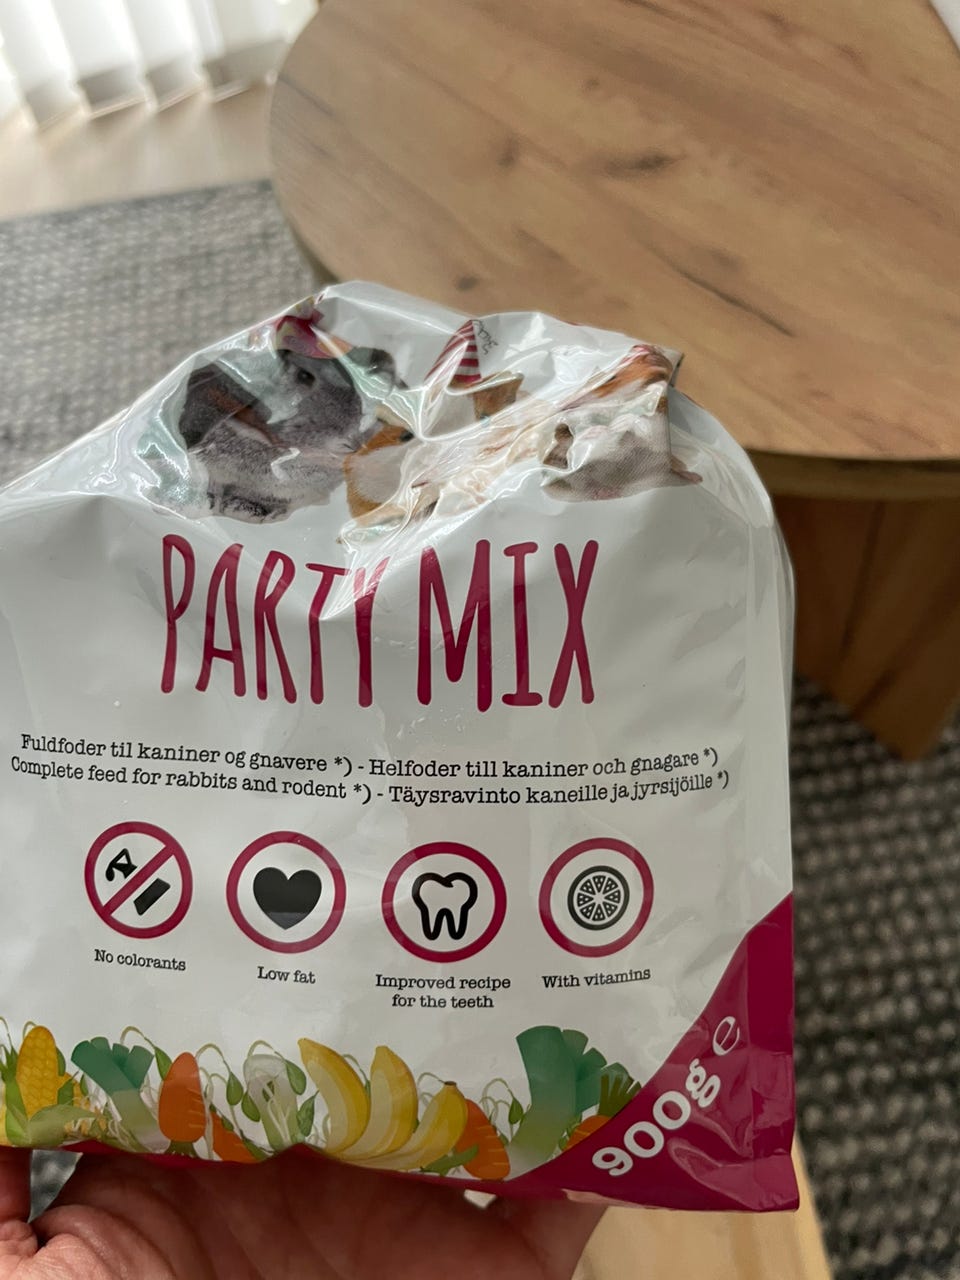 PARTY MIX
Fuldfoder til kaniner og gnavere *) - Helfoder till kaniner och gnagare *)
Complete feed for rabbits and rodent *) - Täysravinto kaneille ja jyrsijöille *)
No colorants
Low fat
Improved recipe
for the teeth
With vitamins
900g e